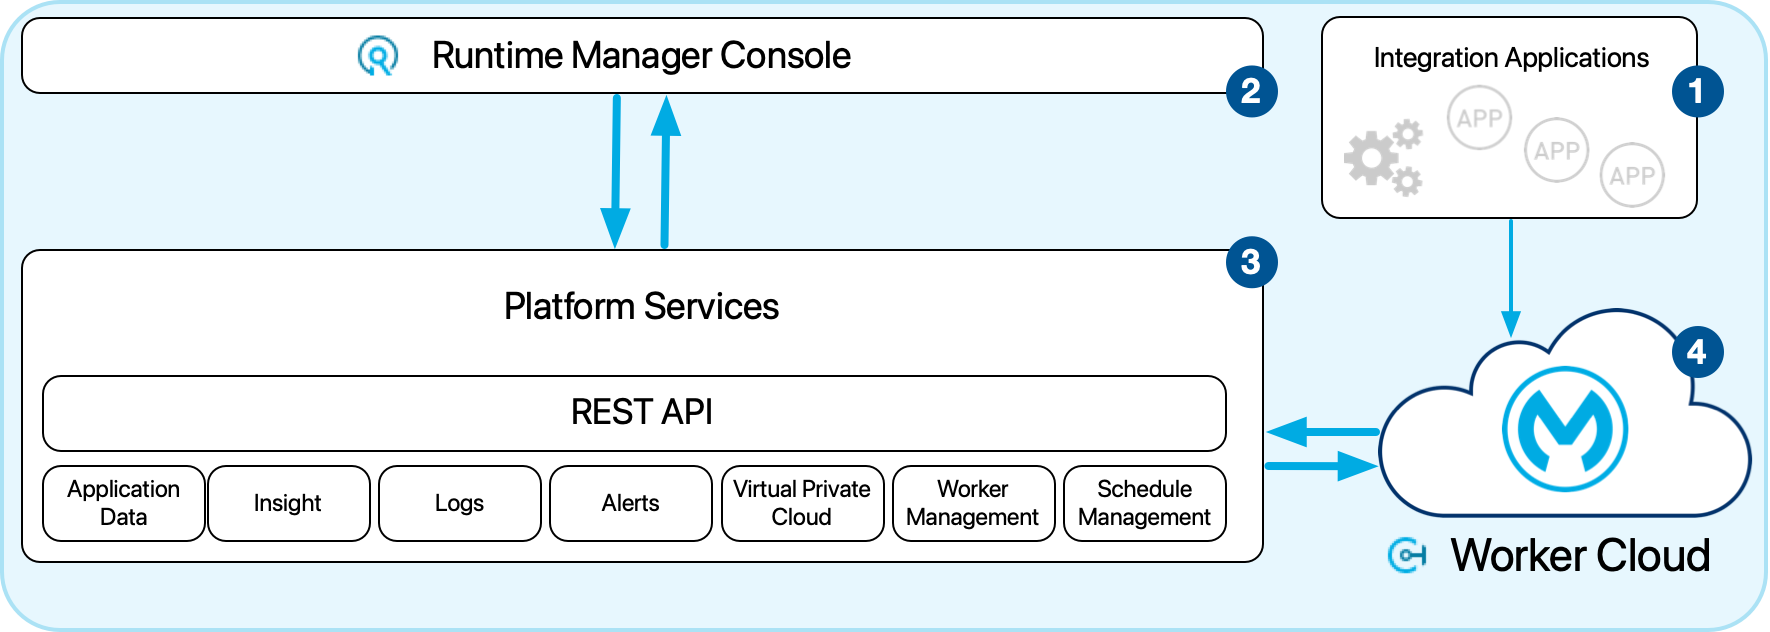 Runtime Manager Console
2
Integration Applications
1
APP
APP
APP
3
Platform Services
REST API
Application
Data
Insight
Logs
Alerts
Virtual Private
Cloud
Worker
Management
Schedule
Management
4
Worker Cloud